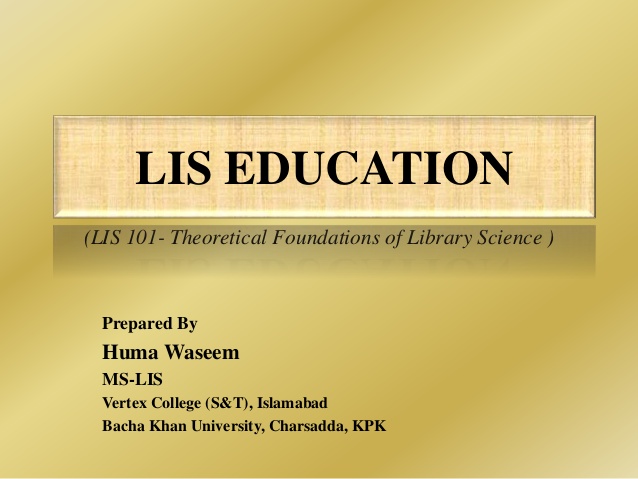 LIS EDUCATION
(LIS 101- Theoretical Foundations of Library Science )
Prepared By
Huma Waseem
MS-LIS
Vertex College (S&T), Islamabad
Bacha Khan University, Charsadda, KPK